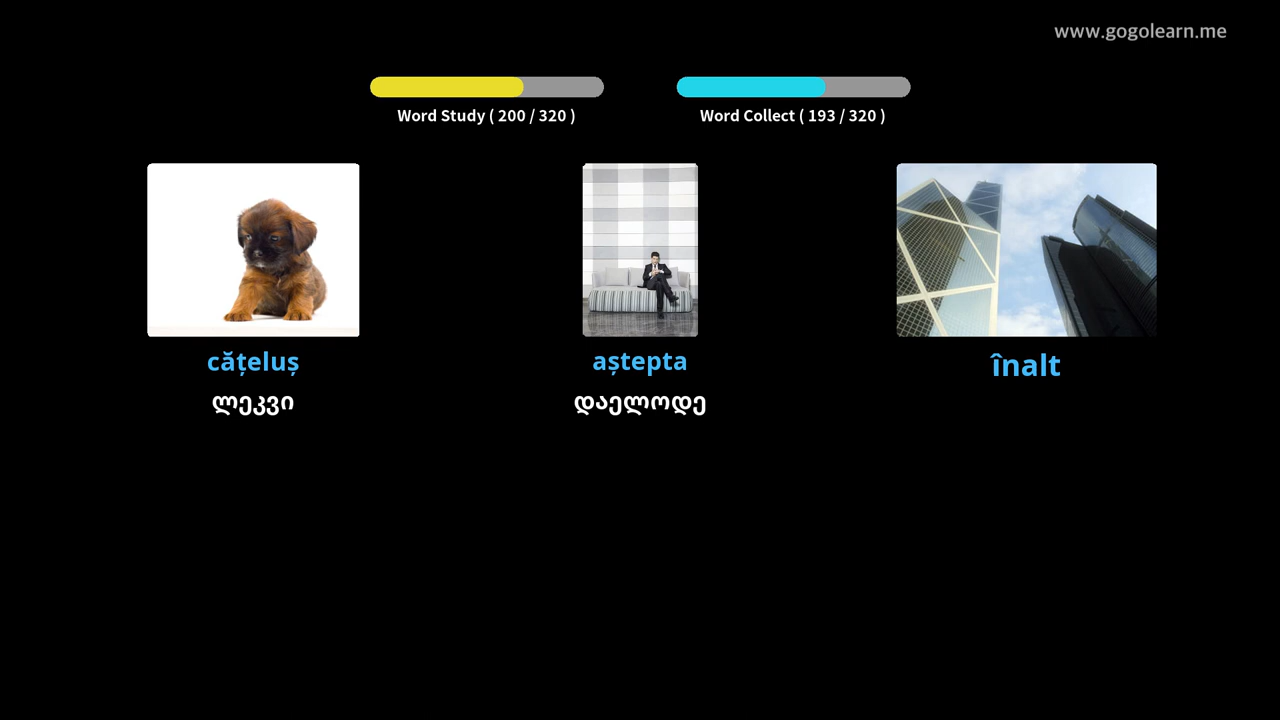 www.gogolearn.me
Word Study ( 200 / 320 )
Word Collect ( 193 / 320 )
cățeluș
aștepta
înalt
ლეკვი
დაელოდე